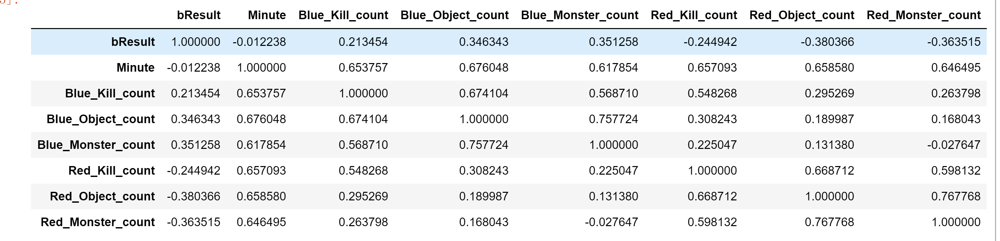 bResult Minute Blue_Kill_count Blue_Object_count Blue_Monster_count Red_Kill_count Red_Object_count Red_Monster_count
bResult 1.000000 -0.012238 0.213454 0.346343 0.351258 -0.244942 -0.380366 -0.363515
Minute -0.012238 1.000000 0.653757 0.676048 0.617854 0.657093 0.658580 0.646495
Blue_Kill_count 0.213454 0.653757 1.000000 0.674104 0.568710 0.548268 0.295269 0.263798
Blue_Object_count 0.346343 0.676048 0.674104 1.000000 0.757724 0.308243 0.189987 0.168043
Blue_Monster_count 0.351258 0.617854 0.568710 0.757724 1.000000 0.225047 0.131380 -0.027647
Red_Kill_count -0.244942 0.657093 0.548268 0.308243 0.225047 1.000000 0.668712 0.598132
Red_Object_count -0.380366 0.658580 0.295269 0.189987 0.131380 0.668712 1.000000 0.767768
Red_Monster_count -0.363515 0.646495 0.263798 0.168043 -0.027647 0.598132 0.767768 1.000000